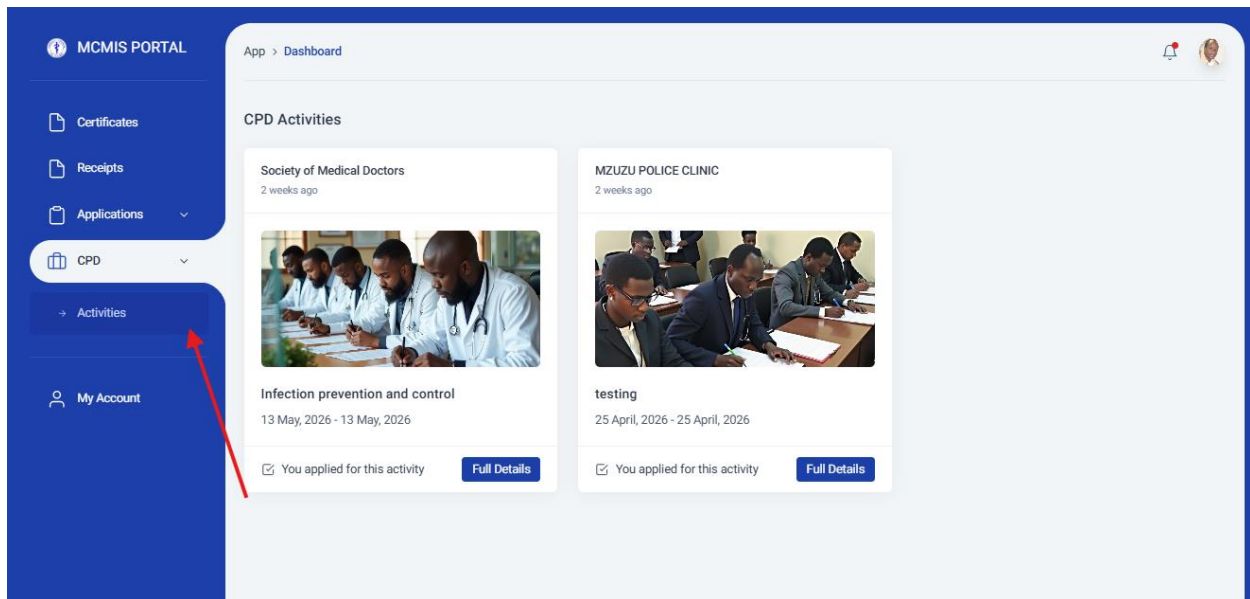 MCMIS PORTAL
Certificates
Receipts
Applications
CPD
Activities
My Account
App > Dashboard
CPD Activities
Society of Medical Doctors
2 weeks ago
Infection prevention and control
13 May, 2026 - 13 May, 2026
You applied for this activity
Full Details
MZUZU POLICE CLINIC
2 weeks ago
testing
25 April, 2026 - 25 April, 2026
You applied for this activity
Full Details